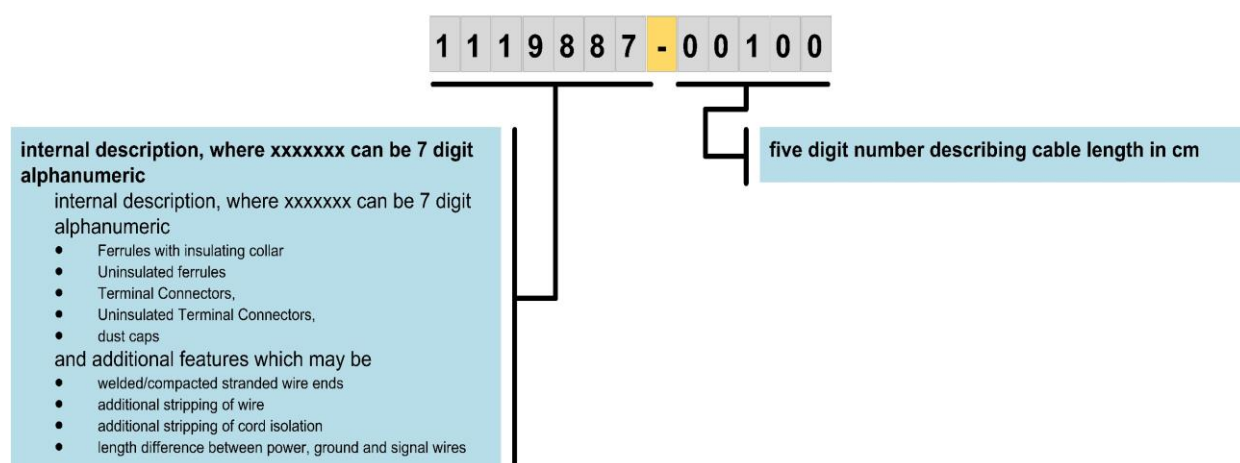 1119887-00100
internal description, where xxxxxxx can be 7 digit
alphanumeric
internal description, where xxxxxxx can be 7 digit
alphanumeric
● Ferrules with insulating collar
● Uninsulated ferrules
● Terminal Connectors,
● Uninsulated Terminal Connectors,
● dust caps
and additional features which may be
● welded/compacted stranded wire ends
● additional stripping of wire
● additional stripping of cord isolation
● length difference between power, ground and signal wires
five digit number describing cable length in cm